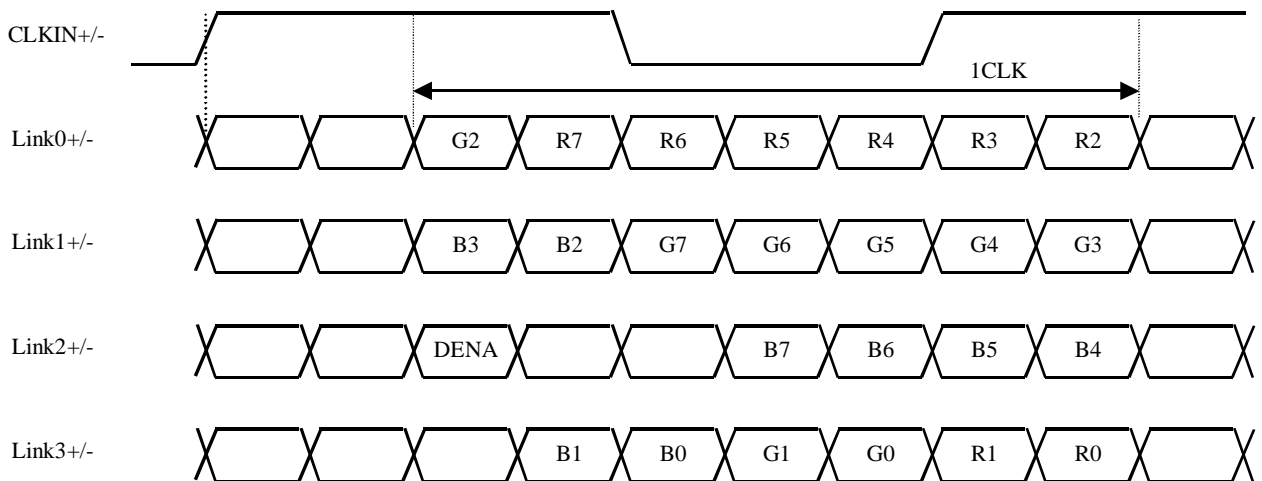 CLKIN+/-
1CLK
Link0+/- G2 R7 R6 R5 R4 R3 R2
Link1+/- B3 B2 G7 G6 G5 G4 G3
Link2+/- DENA B7 B6 B5 B4
Link3+/- B1 B0 G1 G0 R1 R0